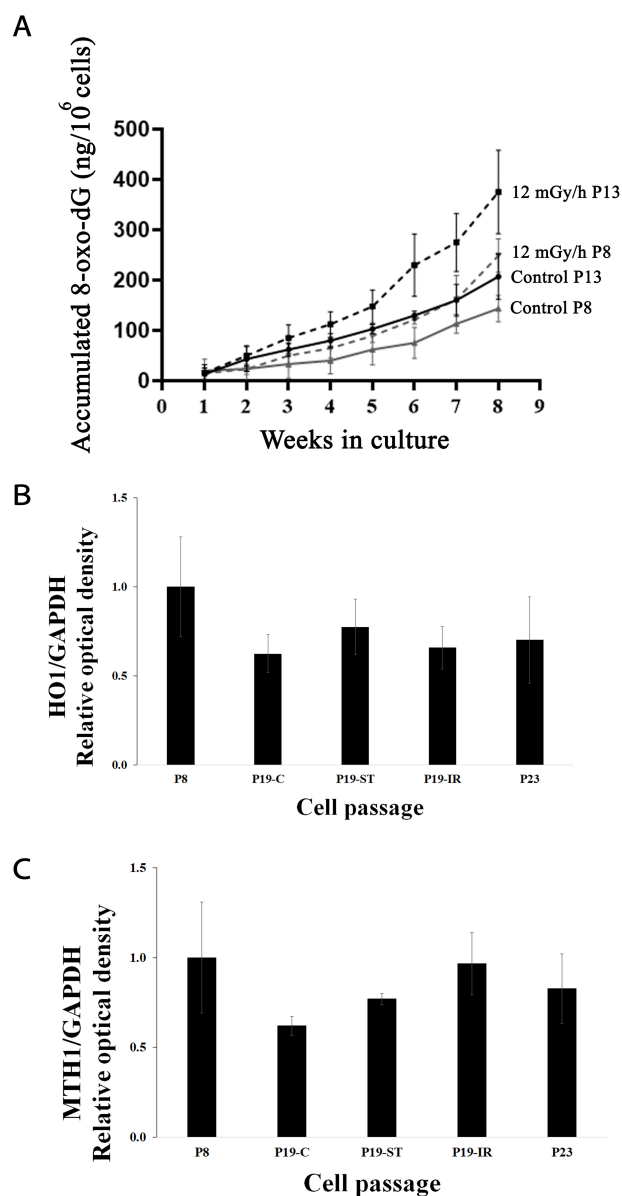 A
Accumulated 8-oxo-dG (ng/10^6 cells)
500
400
300
200
100
0
0 1 2 3 4 5 6 7 8 9
Weeks in culture
12 mGy/h P13
12 mGy/h P8
Control P13
Control P8
B
HO1/GAPDH
Relative optical density
1.5
1.0
0.5
0.0
P8 P19-C P19-ST P19-IR P23
Cell passage
C
MTH1/GAPDH
Relative optical density
1.5
1.0
0.5
0.0
P8 P19-C P19-ST P19-IR P23
Cell passage